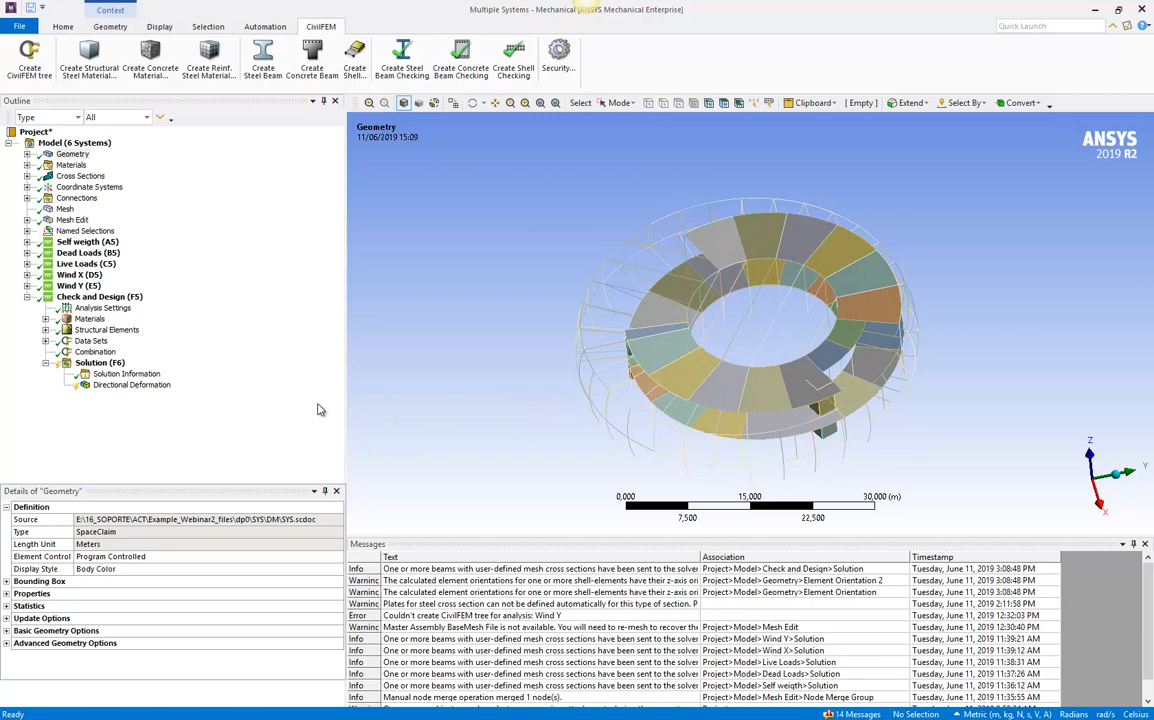 Context
Multiple Systems - Mechanical [ANSYS Mechanical Enterprise]
File Home Geometry Display Selection Automation CivilFEM
Quick Launch
Create CivilFEM tree
Create Structural Steel Material...
Create Concrete Material...
Create Reinf. Steel Material...
Create Steel Beam
Create Concrete Beam
Create Shell...
Create Steel Beam Checking
Create Concrete Beam Checking
Create Shell Checking
Security...
Outline
Select Mode Clipboard [ Empty ] Extend Select By Convert
Type All
Project*
Model (6 Systems)
Geometry
Materials
Cross Sections
Coordinate Systems
Connections
Mesh
Mesh Edit
Named Selections
Self weigth (A5)
Dead Loads (B5)
Live Loads (C5)
Wind X (D5)
Wind Y (E5)
Check and Design (F5)
Analysis Settings
Materials
Structural Elements
Data Sets
Combination
Solution (F6)
Solution Information
Directional Deformation
Geometry
11/06/2019 15:09
ANSYS
2019 R2
Z
Y
X
0,000 15,000 30,000 (m)
7,500 22,500
Details of "Geometry"
Definition
Source E:\16_SOPORTE\ACT\Example_Webinar2_files\dp0\SYS\DM\SYS.scdoc
Type SpaceClaim
Length Unit Meters
Element Control Program Controlled
Display Style Body Color
Bounding Box
Properties
Statistics
Update Options
Basic Geometry Options
Advanced Geometry Options
Messages
Text Association Timestamp
Info One or more beams with user-defined mesh cross sections have been sent to the solver Project>Model>Check and Design>Solution Tuesday, June 11, 2019 3:08:48 PM
Warninc The calculated element orientations for one or more shell-elements have their z-axis ori Project>Model>Geometry>Element Orientation 2 Tuesday, June 11, 2019 3:08:48 PM
Warninc The calculated element orientations for one or more shell-elements have their z-axis ori Project>Model>Geometry>Element Orientation Tuesday, June 11, 2019 3:08:48 PM
Warninc Plates for steel cross section can not be defined automatically for this type of section. P Tuesday, June 11, 2019 2:11:58 PM
Error Couldn't create CivilFEM tree for analysis: Wind Y Tuesday, June 11, 2019 12:32:03 PM
Warninc Master Assembly BaseMesh File is not available. You will need to re-mesh to recover the Project>Model>Mesh Edit Tuesday, June 11, 2019 12:30:40 PM
Info One or more beams with user-defined mesh cross sections have been sent to the solver Project>Model>Wind Y>Solution Tuesday, June 11, 2019 11:39:21 AM
Info One or more beams with user-defined mesh cross sections have been sent to the solver Project>Model>Wind X>Solution Tuesday, June 11, 2019 11:39:12 AM
Info One or more beams with user-defined mesh cross sections have been sent to the solver Project>Model>Live Loads>Solution Tuesday, June 11, 2019 11:38:31 AM
Info One or more beams with user-defined mesh cross sections have been sent to the solver Project>Model>Dead Loads>Solution Tuesday, June 11, 2019 11:37:26 AM
Info One or more beams with user-defined mesh cross sections have been sent to the solver Project>Model>Self weigth>Solution Tuesday, June 11, 2019 11:36:12 AM
Info Manual node merge operation merged 1 node(s). Project>Model>Mesh Edit>Node Merge Group Tuesday, June 11, 2019 11:35:55 AM
Ready 14 Messages No Selection Metric (m, kg, N, s, V, A) Radians rad/s Celsius